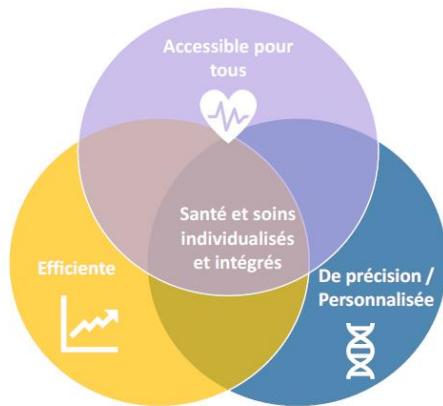 Accessible pour
tous
Santé et soins
individualisés
et intégrés
Efficiente
De précision /
Personnalisée